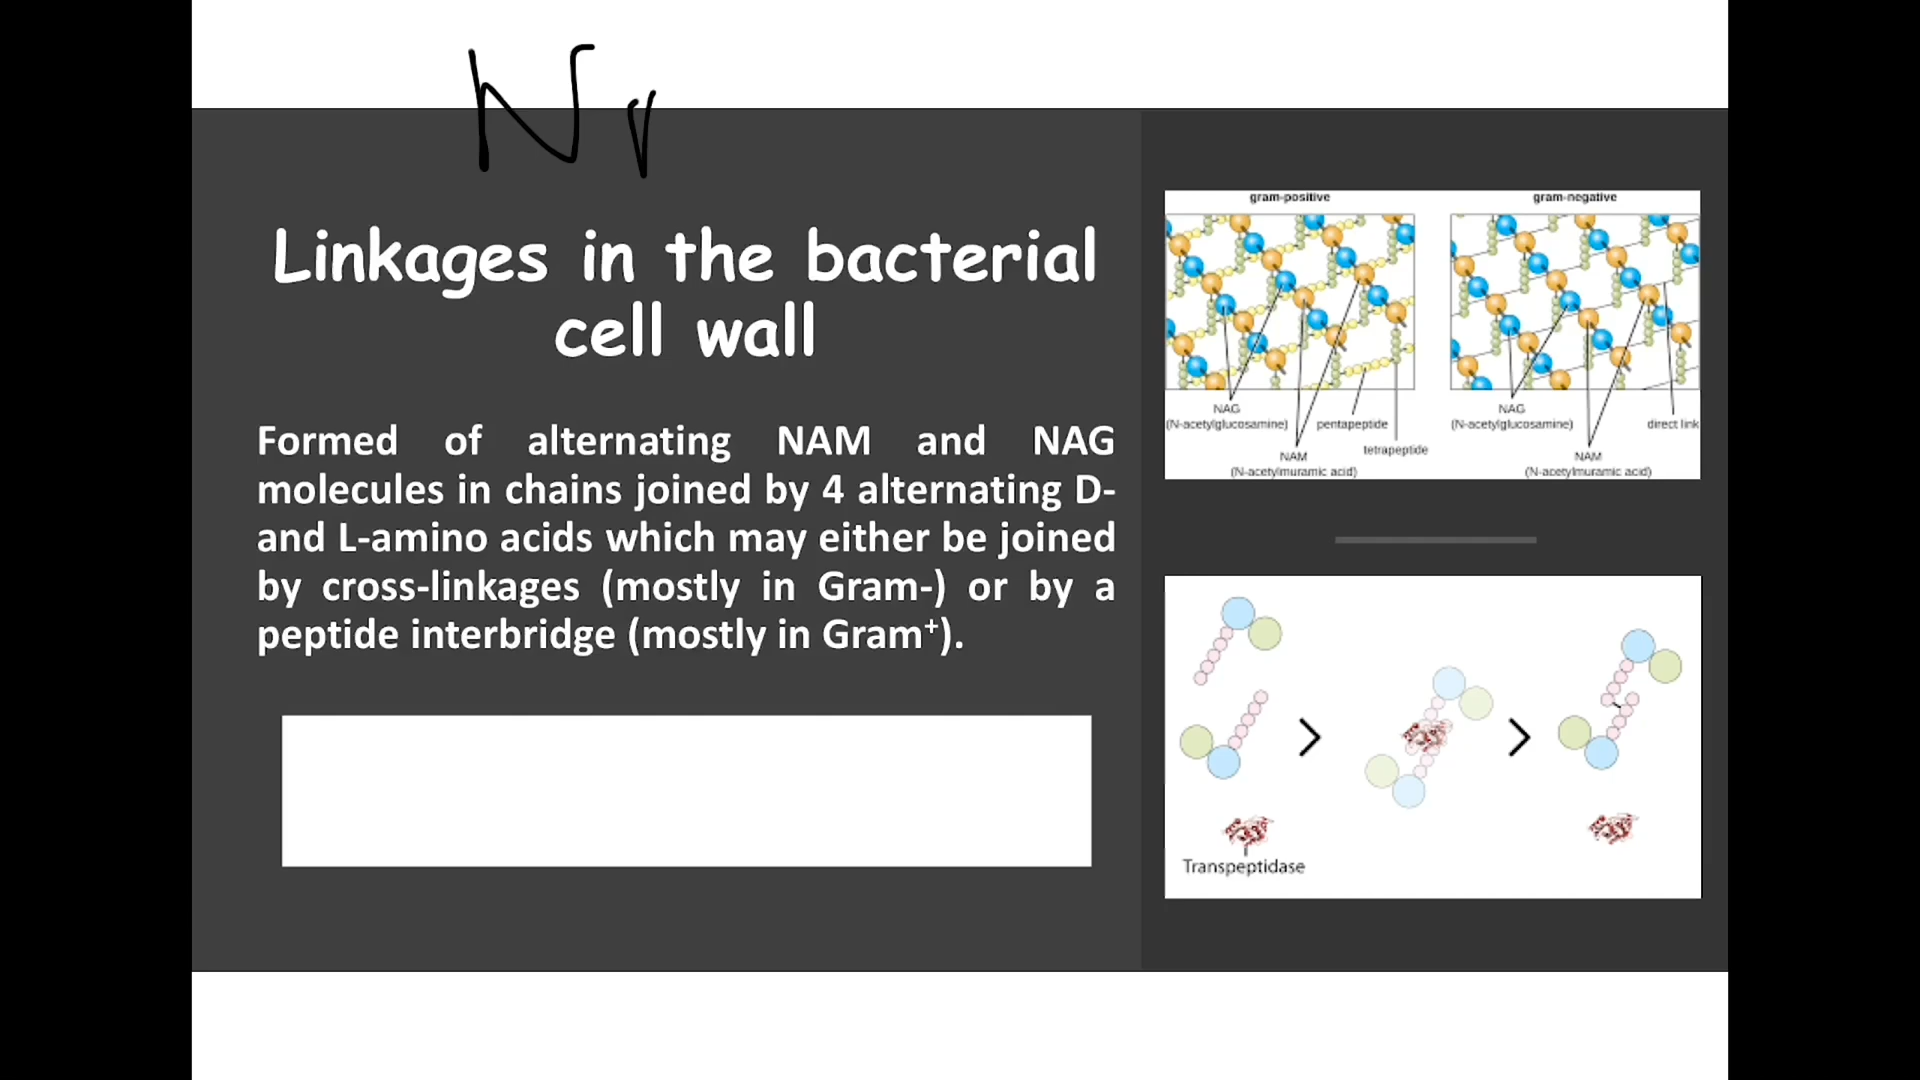 Linkages in the bacterial
cell wall
Formed of alternating NAM and NAG
molecules in chains joined by 4 alternating D-
and L-amino acids which may either be joined
by cross-linkages (mostly in Gram-) or by a
peptide interbridge (mostly in Gram⁺).
gram-positive
NAG
(N-acetylglucosamine)
pentapeptide
tetrapeptide
NAM
(N-acetylmuramic acid)
gram-negative
NAG
(N-acetylglucosamine)
direct link
NAM
(N-acetylmuramic acid)
Transpeptidase